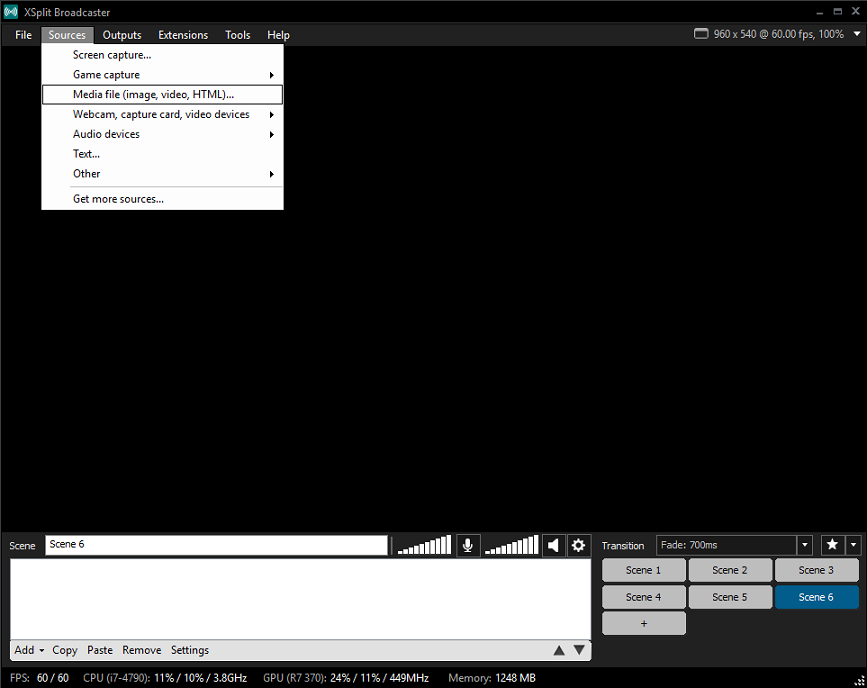 XSplit Broadcaster
File Sources Outputs Extensions Tools Help 960 x 540 @ 60.00 fps, 100%
Screen capture...
Game capture
Media file (image, video, HTML)...
Webcam, capture card, video devices
Audio devices
Text...
Other
Get more sources...
Scene Scene 6 Transition Fade: 700ms
Scene 1 Scene 2 Scene 3
Scene 4 Scene 5 Scene 6
+
Add Copy Paste Remove Settings
FPS: 60 / 60 CPU (i7-4790): 11% / 10% / 3.8GHz GPU (R7 370): 24% / 11% / 449MHz Memory: 1248 MB